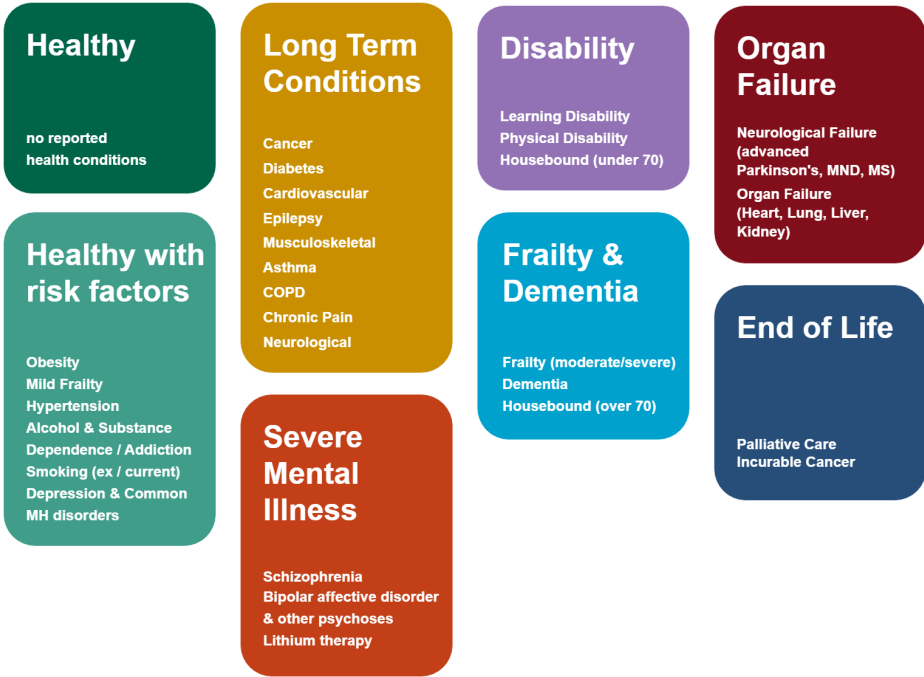 Healthy
no reported
health conditions
Healthy with
risk factors
Obesity
Mild Frailty
Hypertension
Alcohol & Substance
Dependence / Addiction
Smoking (ex / current)
Depression & Common
MH disorders
Long Term
Conditions
Cancer
Diabetes
Cardiovascular
Epilepsy
Musculoskeletal
Asthma
COPD
Chronic Pain
Neurological
Severe
Mental
Illness
Schizophrenia
Bipolar affective disorder
& other psychoses
Lithium therapy
Disability
Learning Disability
Physical Disability
Housebound (under 70)
Frailty &
Dementia
Frailty (moderate/severe)
Dementia
Housebound (over 70)
Organ
Failure
Neurological Failure
(advanced
Parkinson's, MND, MS)
Organ Failure
(Heart, Lung, Liver,
Kidney)
End of Life
Palliative Care
Incurable Cancer